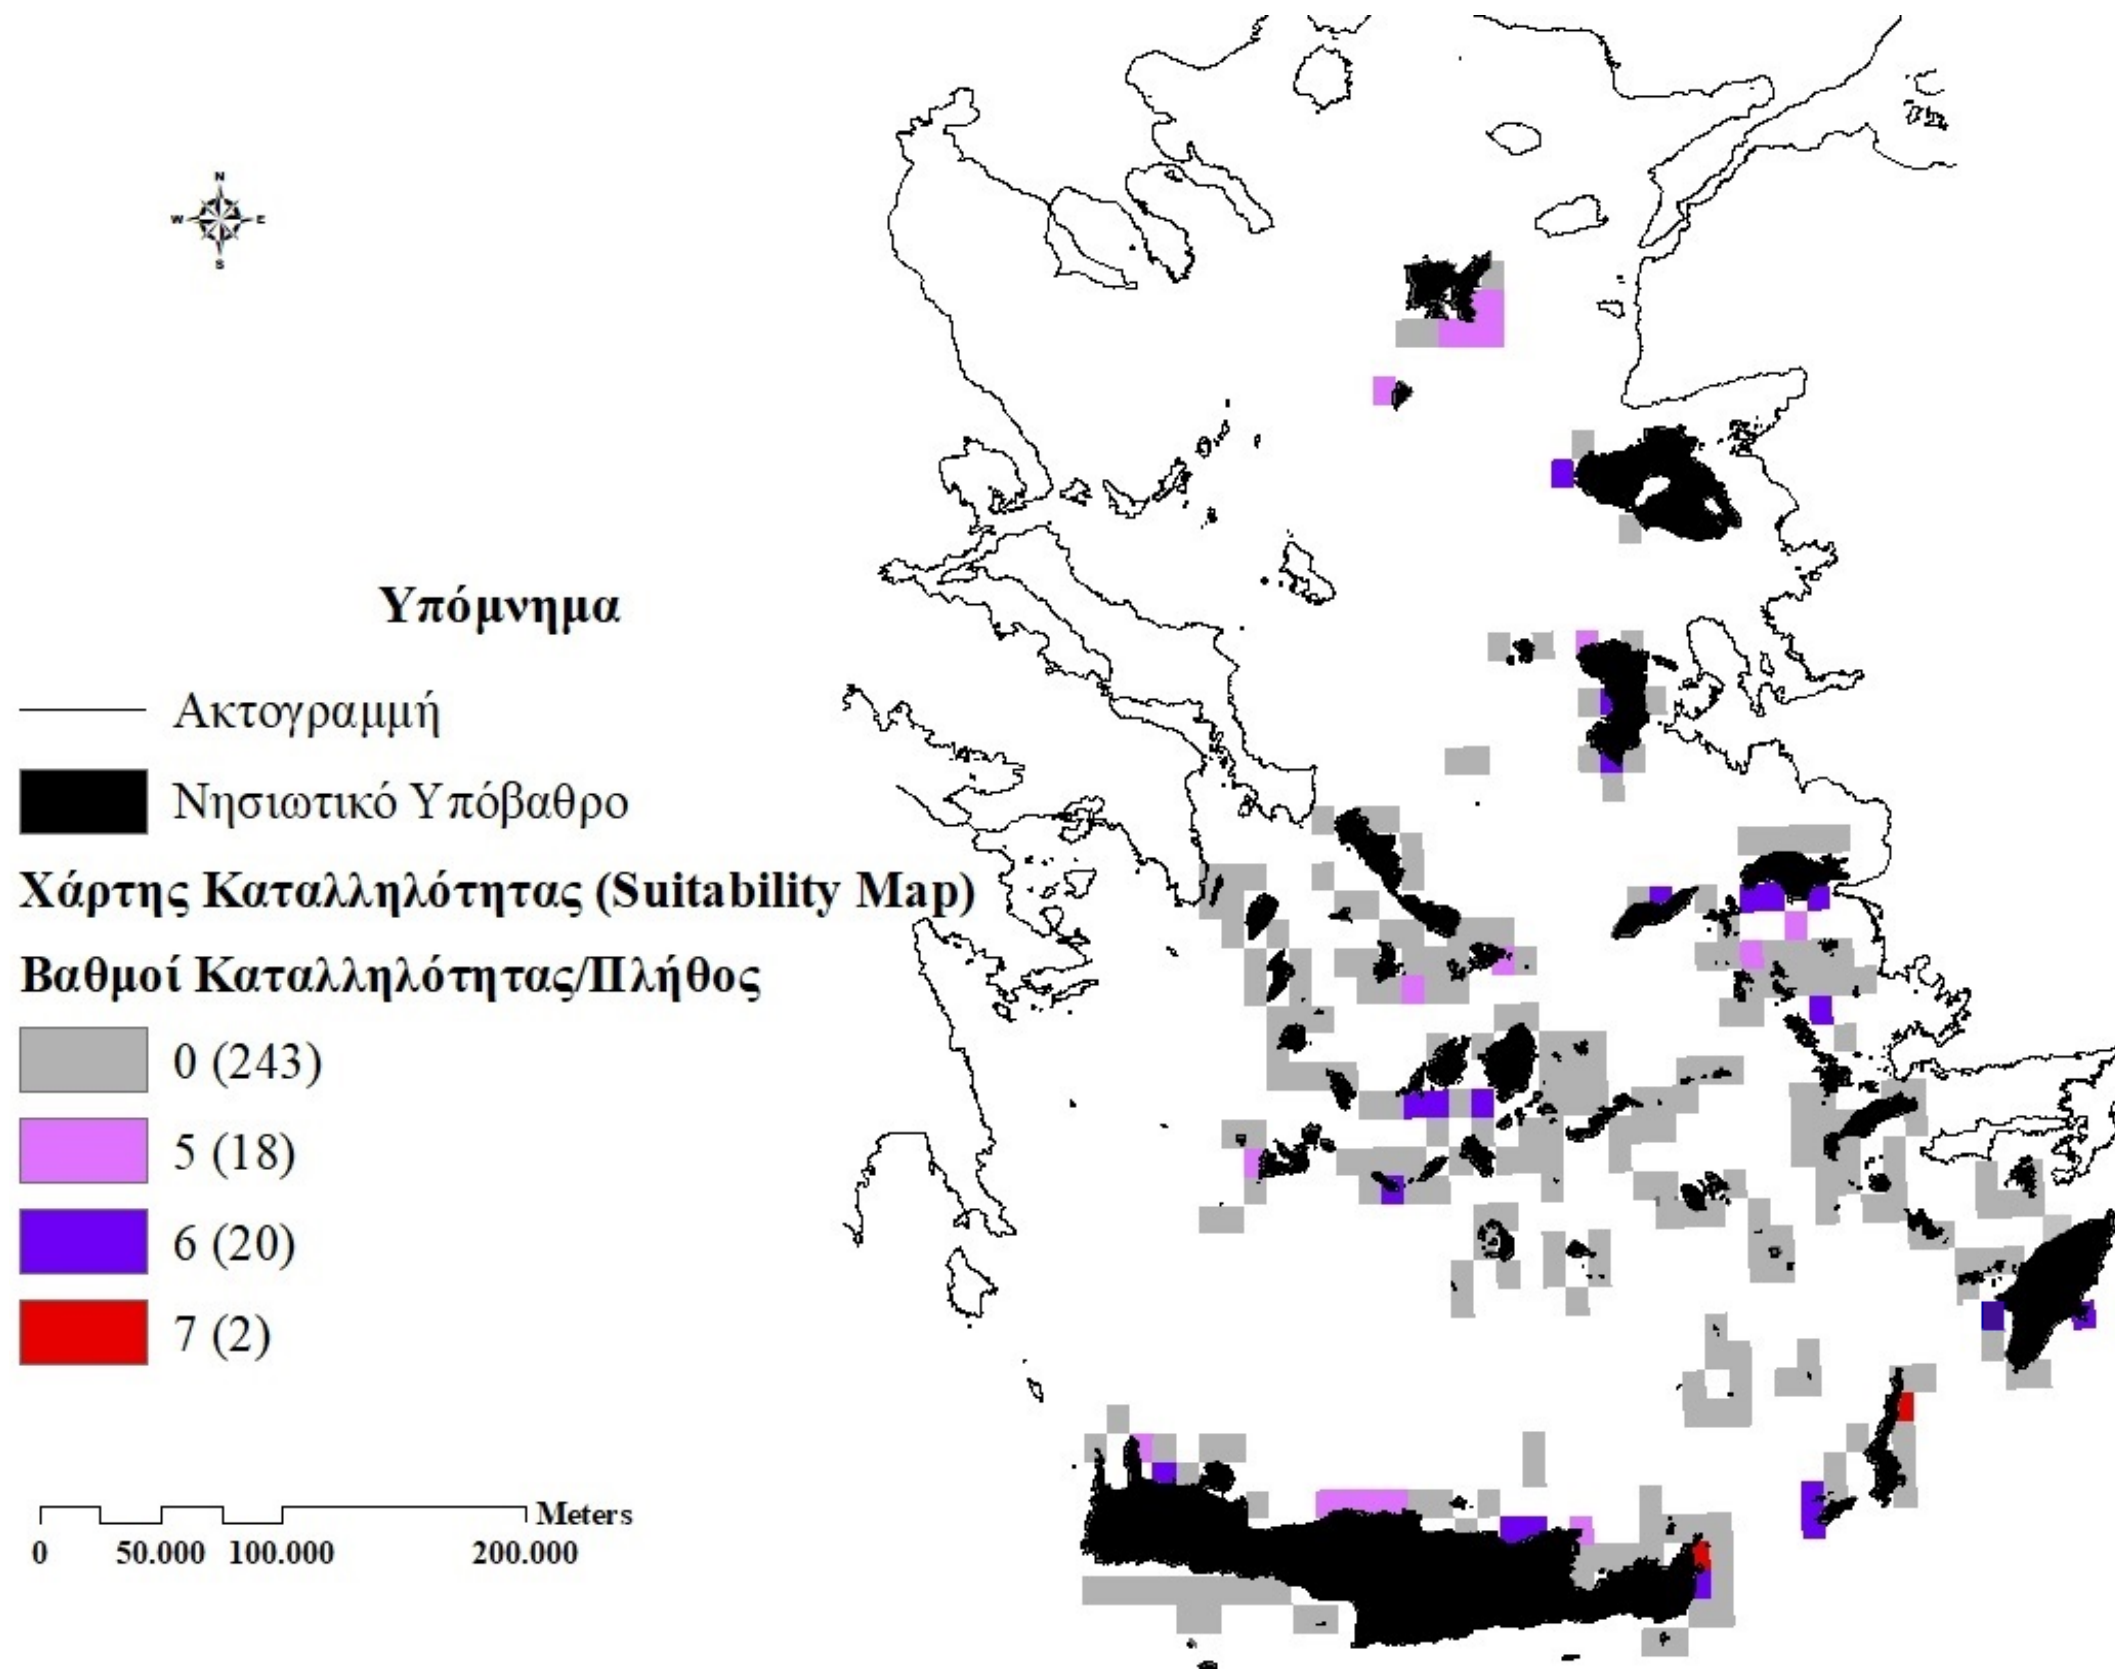 N
W E
S
Υπόμνημα
Ακτογραμμή
Νησιωτικό Υπόβαθρο
Χάρτης Καταλληλότητας (Suitability Map)
Βαθμοί Καταλληλότητας/Πλήθος
0 (243)
5 (18)
6 (20)
7 (2)
Meters
0 50.000 100.000 200.000